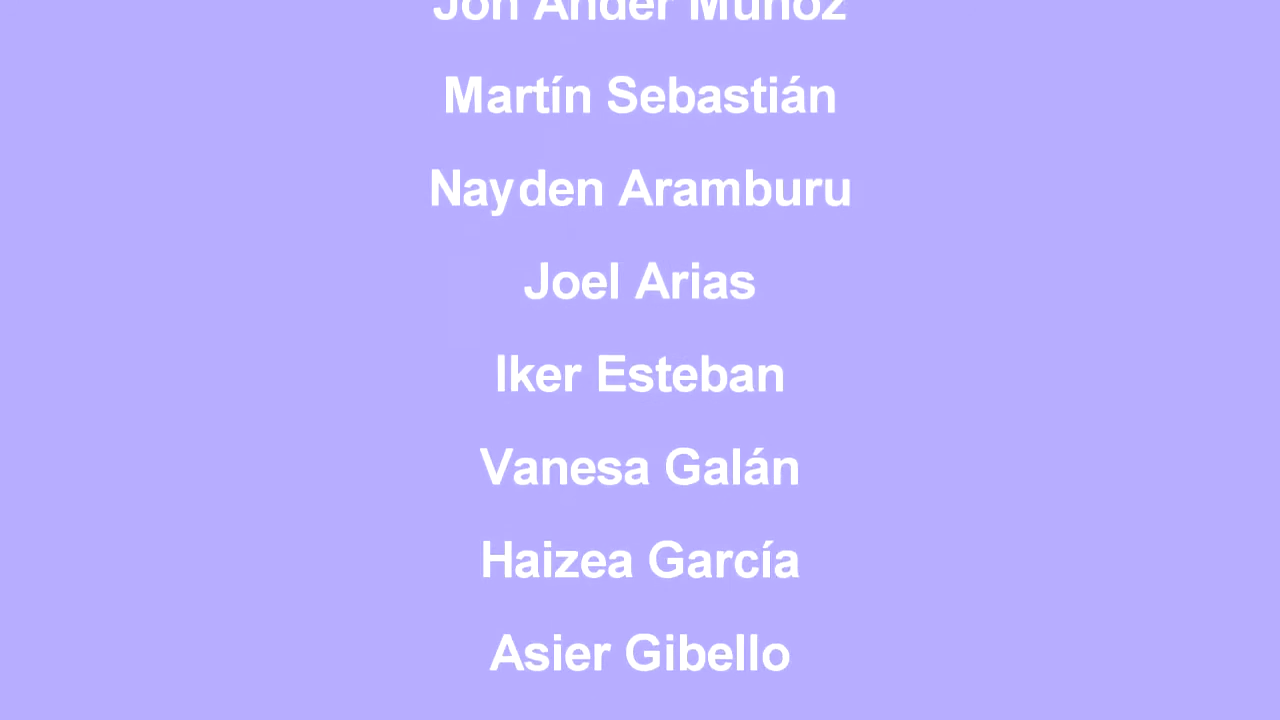 Jon Ander Muñoz
Martín Sebastián
Nayden Aramburu
Joel Arias
Iker Esteban
Vanesa Galán
Haizea García
Asier Gibello